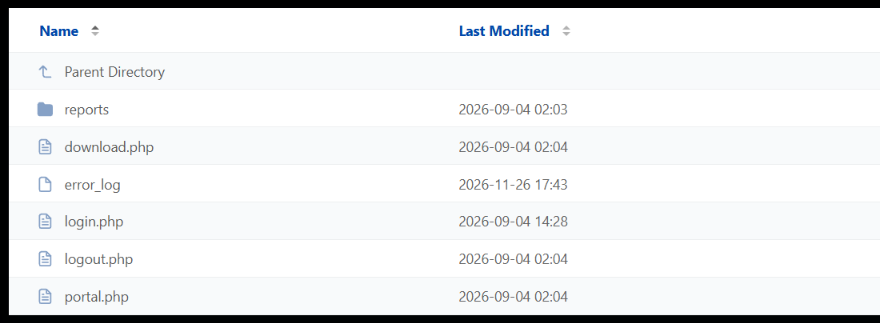 Name Last Modified
Parent Directory
reports 2026-09-04 02:03
download.php 2026-09-04 02:04
error_log 2026-11-26 17:43
login.php 2026-09-04 14:28
logout.php 2026-09-04 02:04
portal.php 2026-09-04 02:04